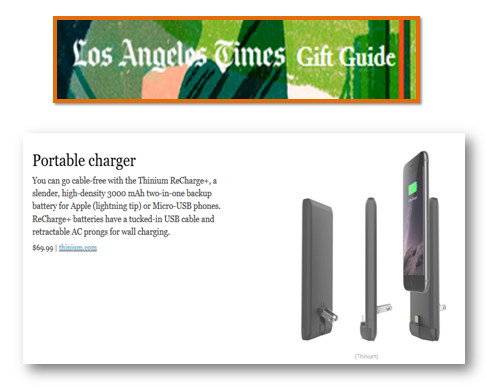 Los Angeles Times Gift Guide
Portable charger
You can go cable-free with the Thinium ReCharge+, a
slender, high-density 3000 mAh two-in-one backup
battery for Apple (lightning tip) or Micro-USB phones.
ReCharge+ batteries have a tucked-in USB cable and
retractable AC prongs for wall charging.
$69.99 | thinium.com
(Thinium)